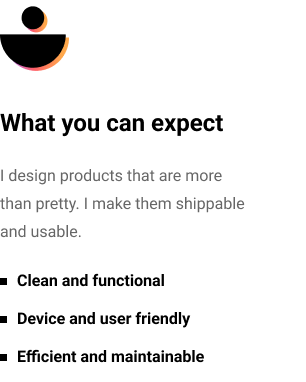 What you can expect
I design products that are more
than pretty. I make them shippable
and usable.
Clean and functional
Device and user friendly
Efficient and maintainable